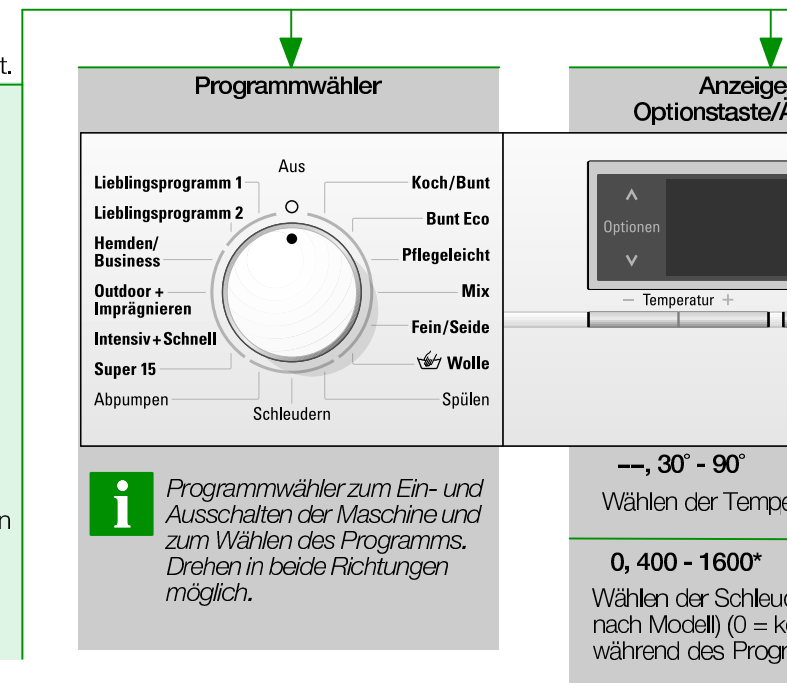 t.
n
Programmwähler
Aus
Lieblingsprogramm 1
Lieblingsprogramm 2
Hemden/
Business
Outdoor +
Imprägnieren
Intensiv+Schnell
Super 15
Abpumpen
Schleudern
Koch/Bunt
Bunt Eco
Pflegeleicht
Mix
Fein/Seide
Wolle
Spülen
i
Programmwähler zum Ein- und
Ausschalten der Maschine und
zum Wählen des Programms.
Drehen in beide Richtungen
möglich.
Anzeige
Optionstaste/Ä
Optionen
– Temperatur +
––, 30° - 90°
Wählen der Tempe
0, 400 - 1600*
Wählen der Schleud
nach Modell) (0 = ke
während des Progr